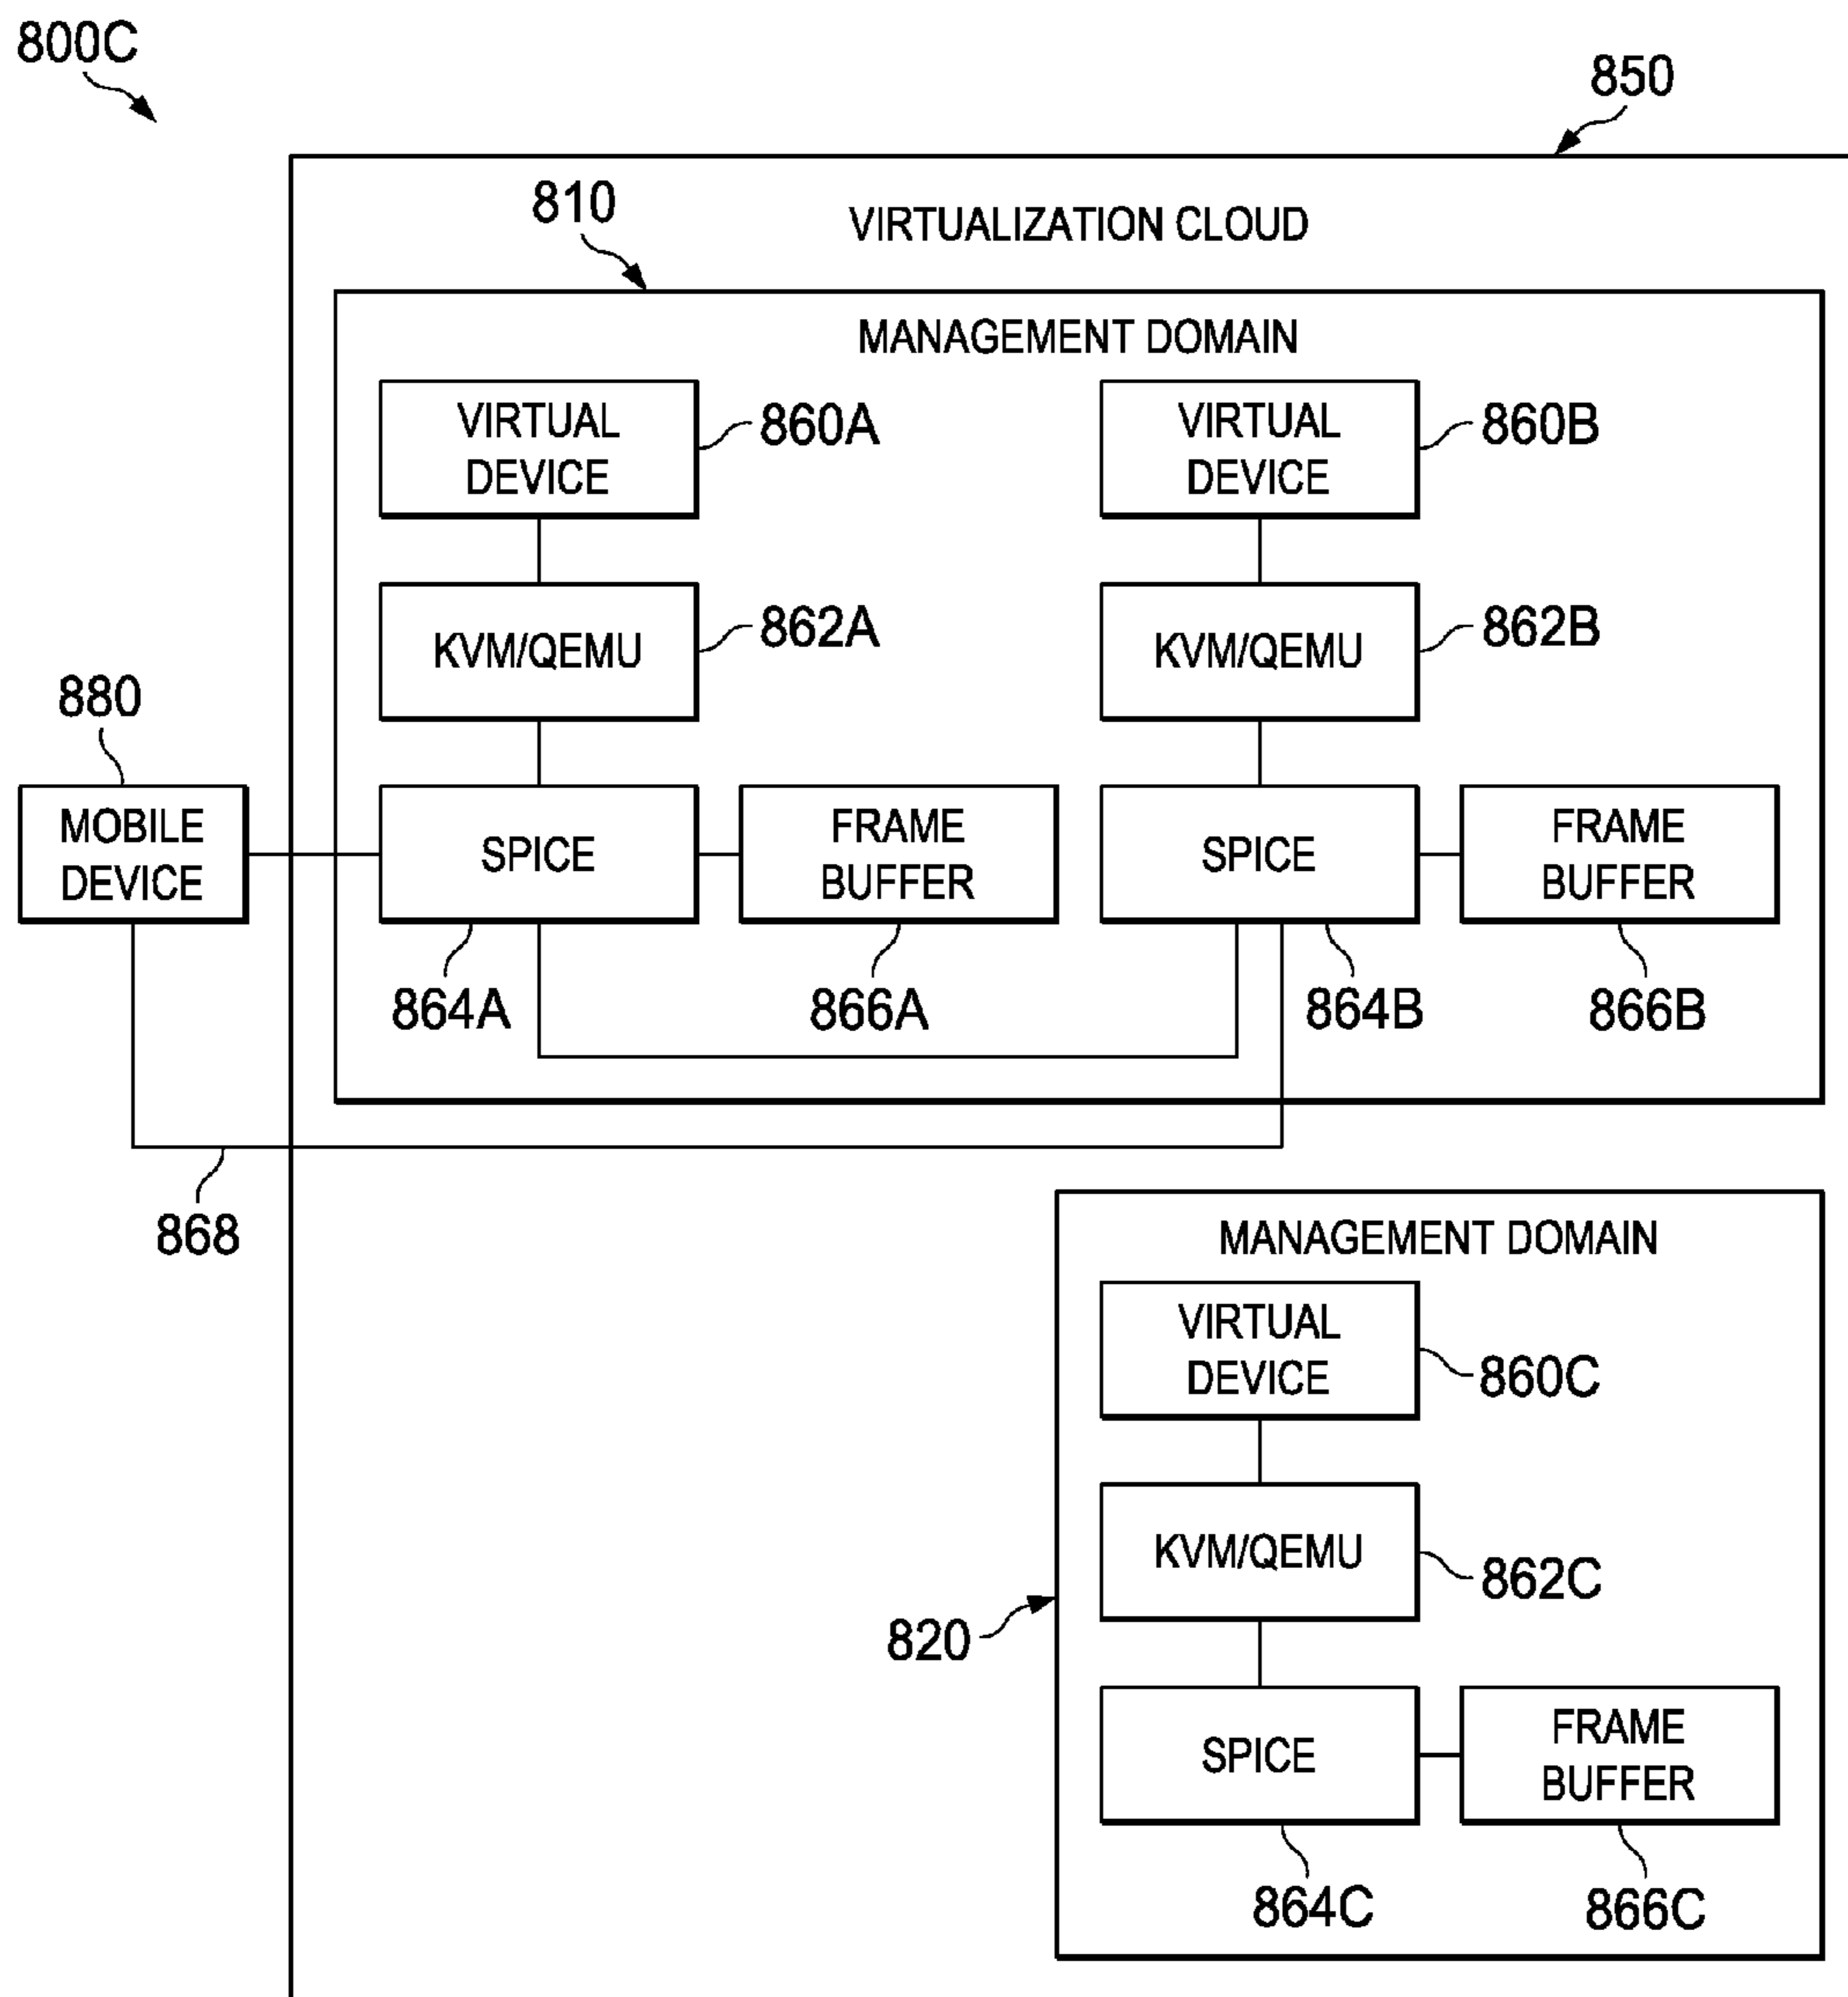 800C
850
810
VIRTUALIZATION CLOUD
MANAGEMENT DOMAIN
VIRTUAL
DEVICE
860A
VIRTUAL
DEVICE
860B
KVM/QEMU
862A
KVM/QEMU
862B
880
MOBILE
DEVICE
SPICE
FRAME
BUFFER
SPICE
FRAME
BUFFER
864A
866A
864B
866B
868
MANAGEMENT DOMAIN
VIRTUAL
DEVICE
860C
KVM/QEMU
862C
820
SPICE
FRAME
BUFFER
864C
866C